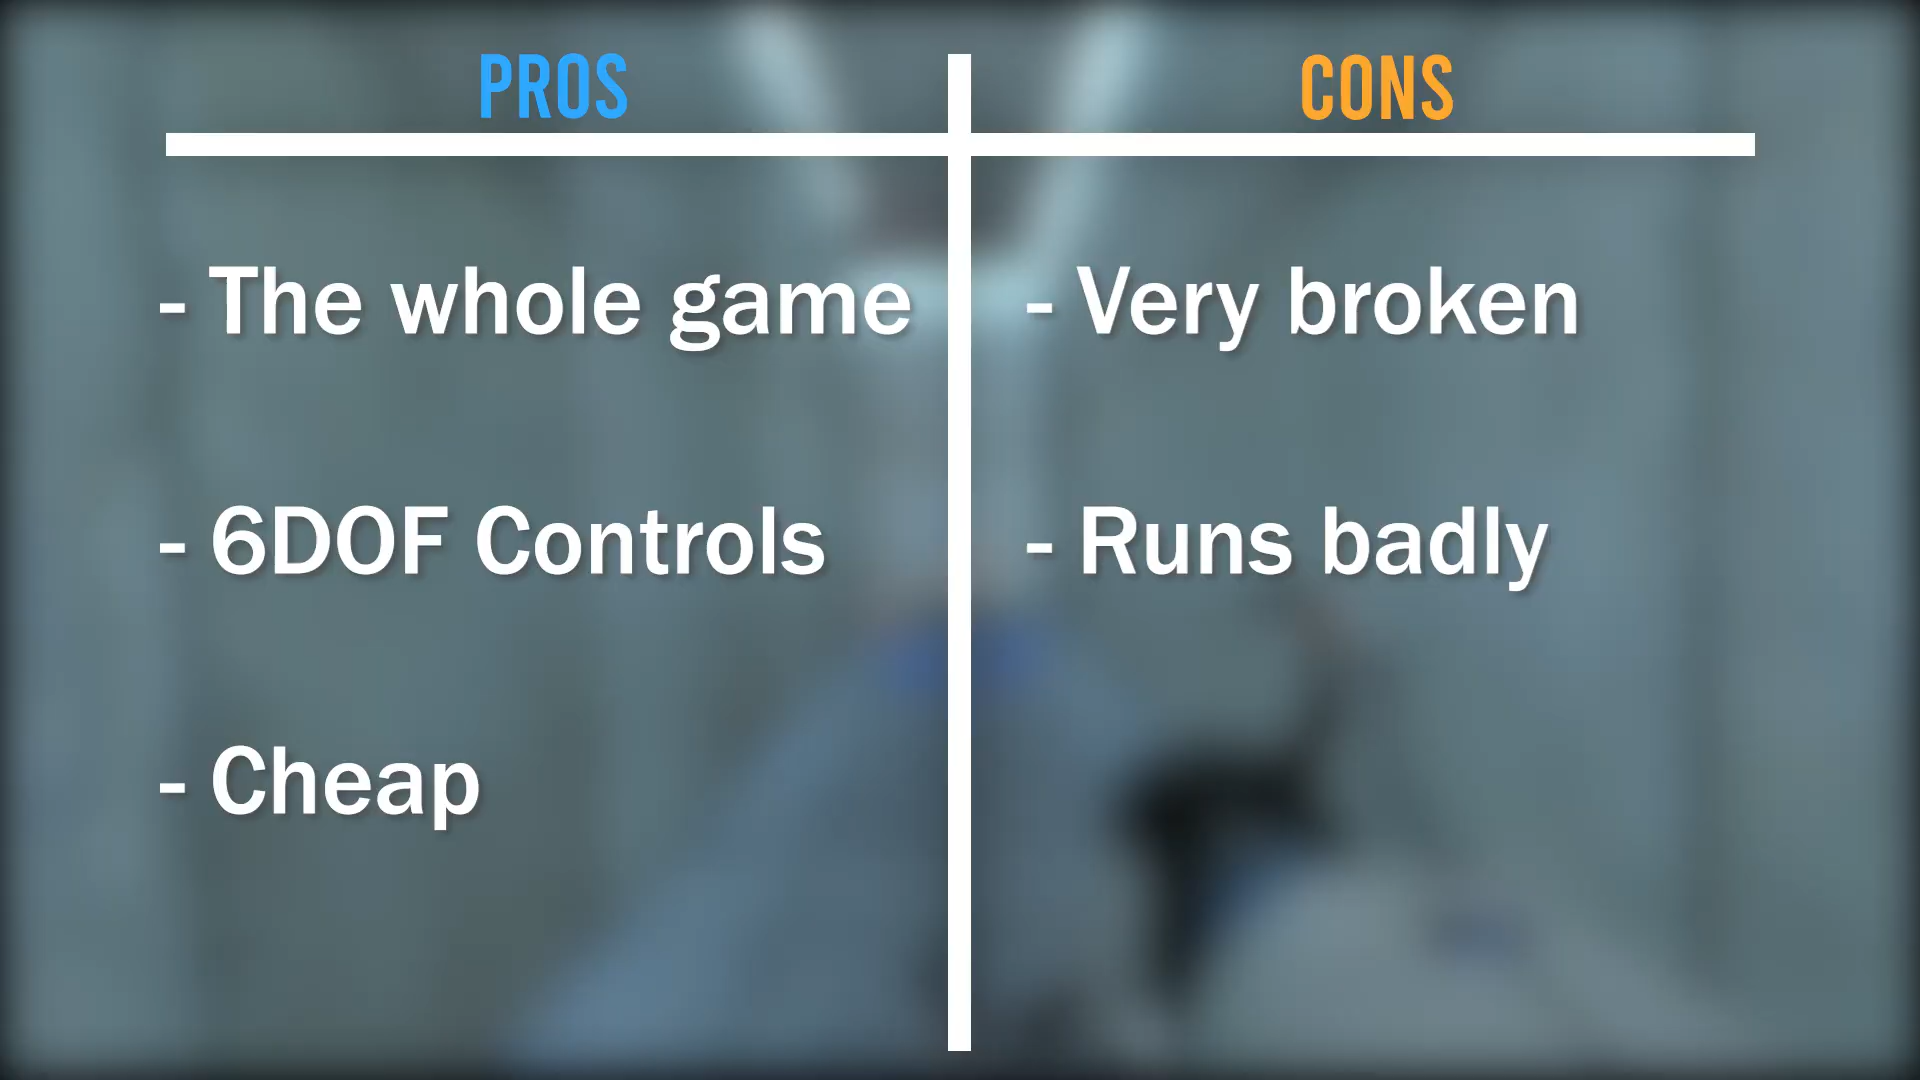 PROS
CONS
- The whole game
- Very broken
- 6DOF Controls
- Runs badly
- Cheap